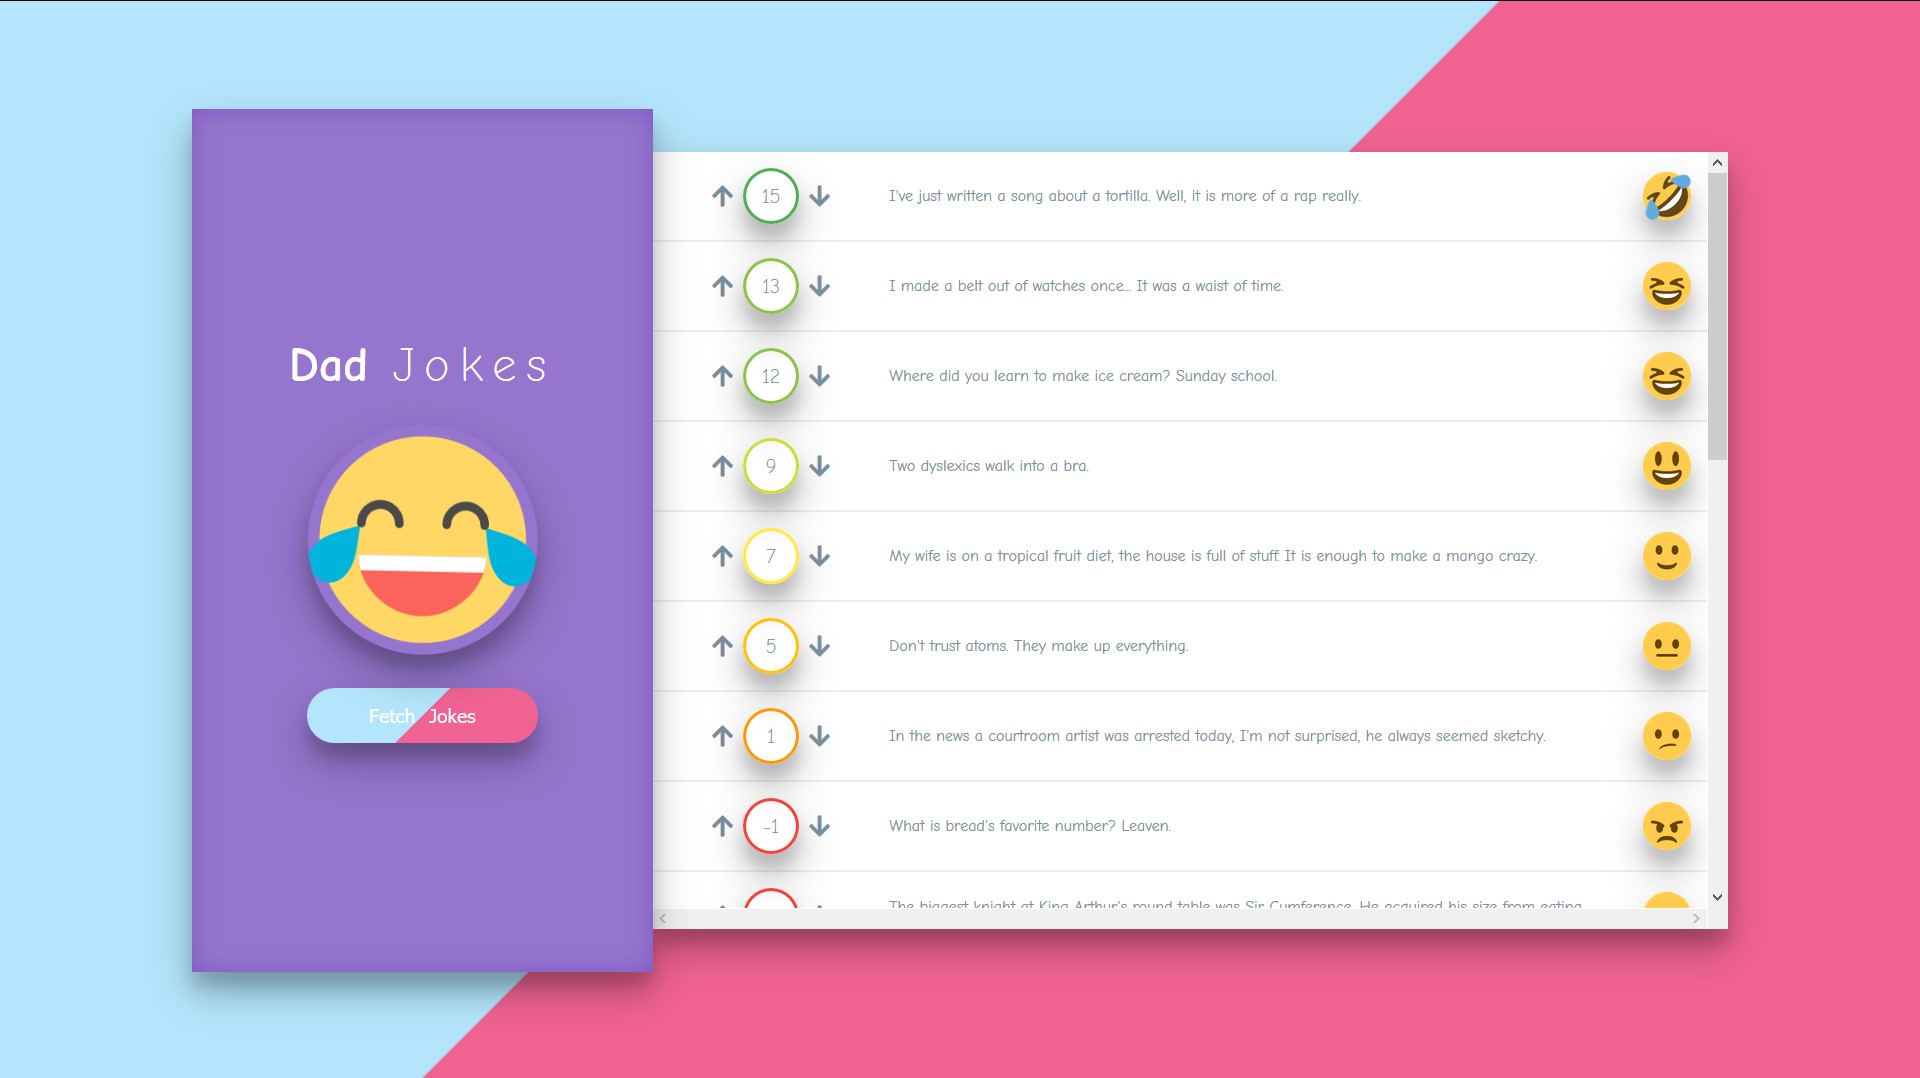 Dad Jokes
Fetch Jokes
15 I've just written a song about a tortilla. Well, it is more of a rap really.
13 I made a belt out of watches once... It was a waist of time.
12 Where did you learn to make ice cream? Sunday school.
9 Two dyslexics walk into a bra.
7 My wife is on a tropical fruit diet, the house is full of stuff. It is enough to make a mango crazy.
5 Don't trust atoms. They make up everything.
1 In the news a courtroom artist was arrested today, I'm not surprised, he always seemed sketchy.
-1 What is bread's favorite number? Leaven.
The biggest knight at King Arthur's round table was Sir Cumference. He acquired his size from eating